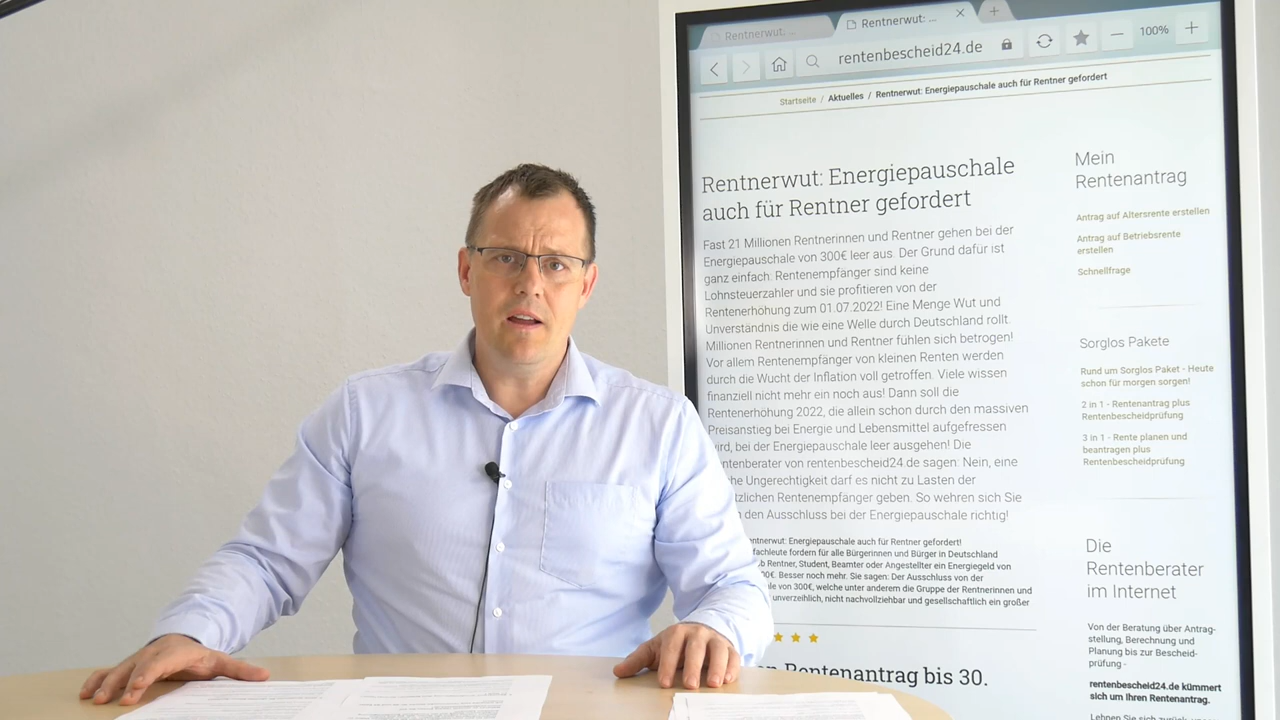 Rentnerwut: ...
Rentnerwut: ...
rentenbescheid24.de
100%
Startseite / Aktuelles / Rentnerwut: Energiepauschale auch für Rentner gefordert
Rentnerwut: Energiepauschale
auch für Rentner gefordert
Fast 21 Millionen Rentnerinnen und Rentner gehen bei der
Energiepauschale von 300€ leer aus. Der Grund dafür ist
ganz einfach: Rentenempfänger sind keine
Lohnsteuerzahler und sie profitieren von der
Rentenerhöhung zum 01.07.2022! Eine Menge Wut und
Unverständnis die wie eine Welle durch Deutschland rollt.
Millionen Rentnerinnen und Rentner fühlen sich betrogen!
Vor allem Rentenempfänger von kleinen Renten werden
durch die Wucht der Inflation voll getroffen. Viele wissen
finanziell nicht mehr ein noch aus! Dann soll die
Rentenerhöhung 2022, die allein schon durch den massiven
Preisanstieg bei Energie und Lebensmittel aufgefressen
ird, bei der Energiepauschale leer ausgehen! Die
ntenberater von rentenbescheid24.de sagen: Nein, eine
he Ungerechtigkeit darf es nicht zu Lasten der
tzlichen Rentenempfänger geben. So wehren sich Sie
den Ausschluss bei der Energiepauschale richtig!
ntnerwut: Energiepauschale auch für Rentner gefordert!
fachleute fordern für alle Bürgerinnen und Bürger in Deutschland
b Rentner, Student, Beamter oder Angestellter ein Energiegeld von
00€. Besser noch mehr. Sie sagen: Der Ausschluss von der
le von 300€, welche unter anderem die Gruppe der Rentnerinnen und
unverzeihlich, nicht nachvollziehbar und gesellschaftlich ein großer
n Rentenantrag bis 30.
Mein
Rentenantrag
Antrag auf Altersrente erstellen
Antrag auf Betriebsrente
erstellen
Schnellfrage
Sorglos Pakete
Rund um Sorglos Paket - Heute
schon für morgen sorgen!
2 in 1 - Rentenantrag plus
Rentenbescheidprüfung
3 in 1 - Rente planen und
beantragen plus
Rentenbescheidprüfung
Die
Rentenberater
im Internet
Von der Beratung über Antrag-
stellung, Berechnung und
Planung bis zur Bescheid-
prüfung -
rentenbescheid24.de kümmert
sich um Ihren Rentenantrag.
Lehnen Sie sich zurück